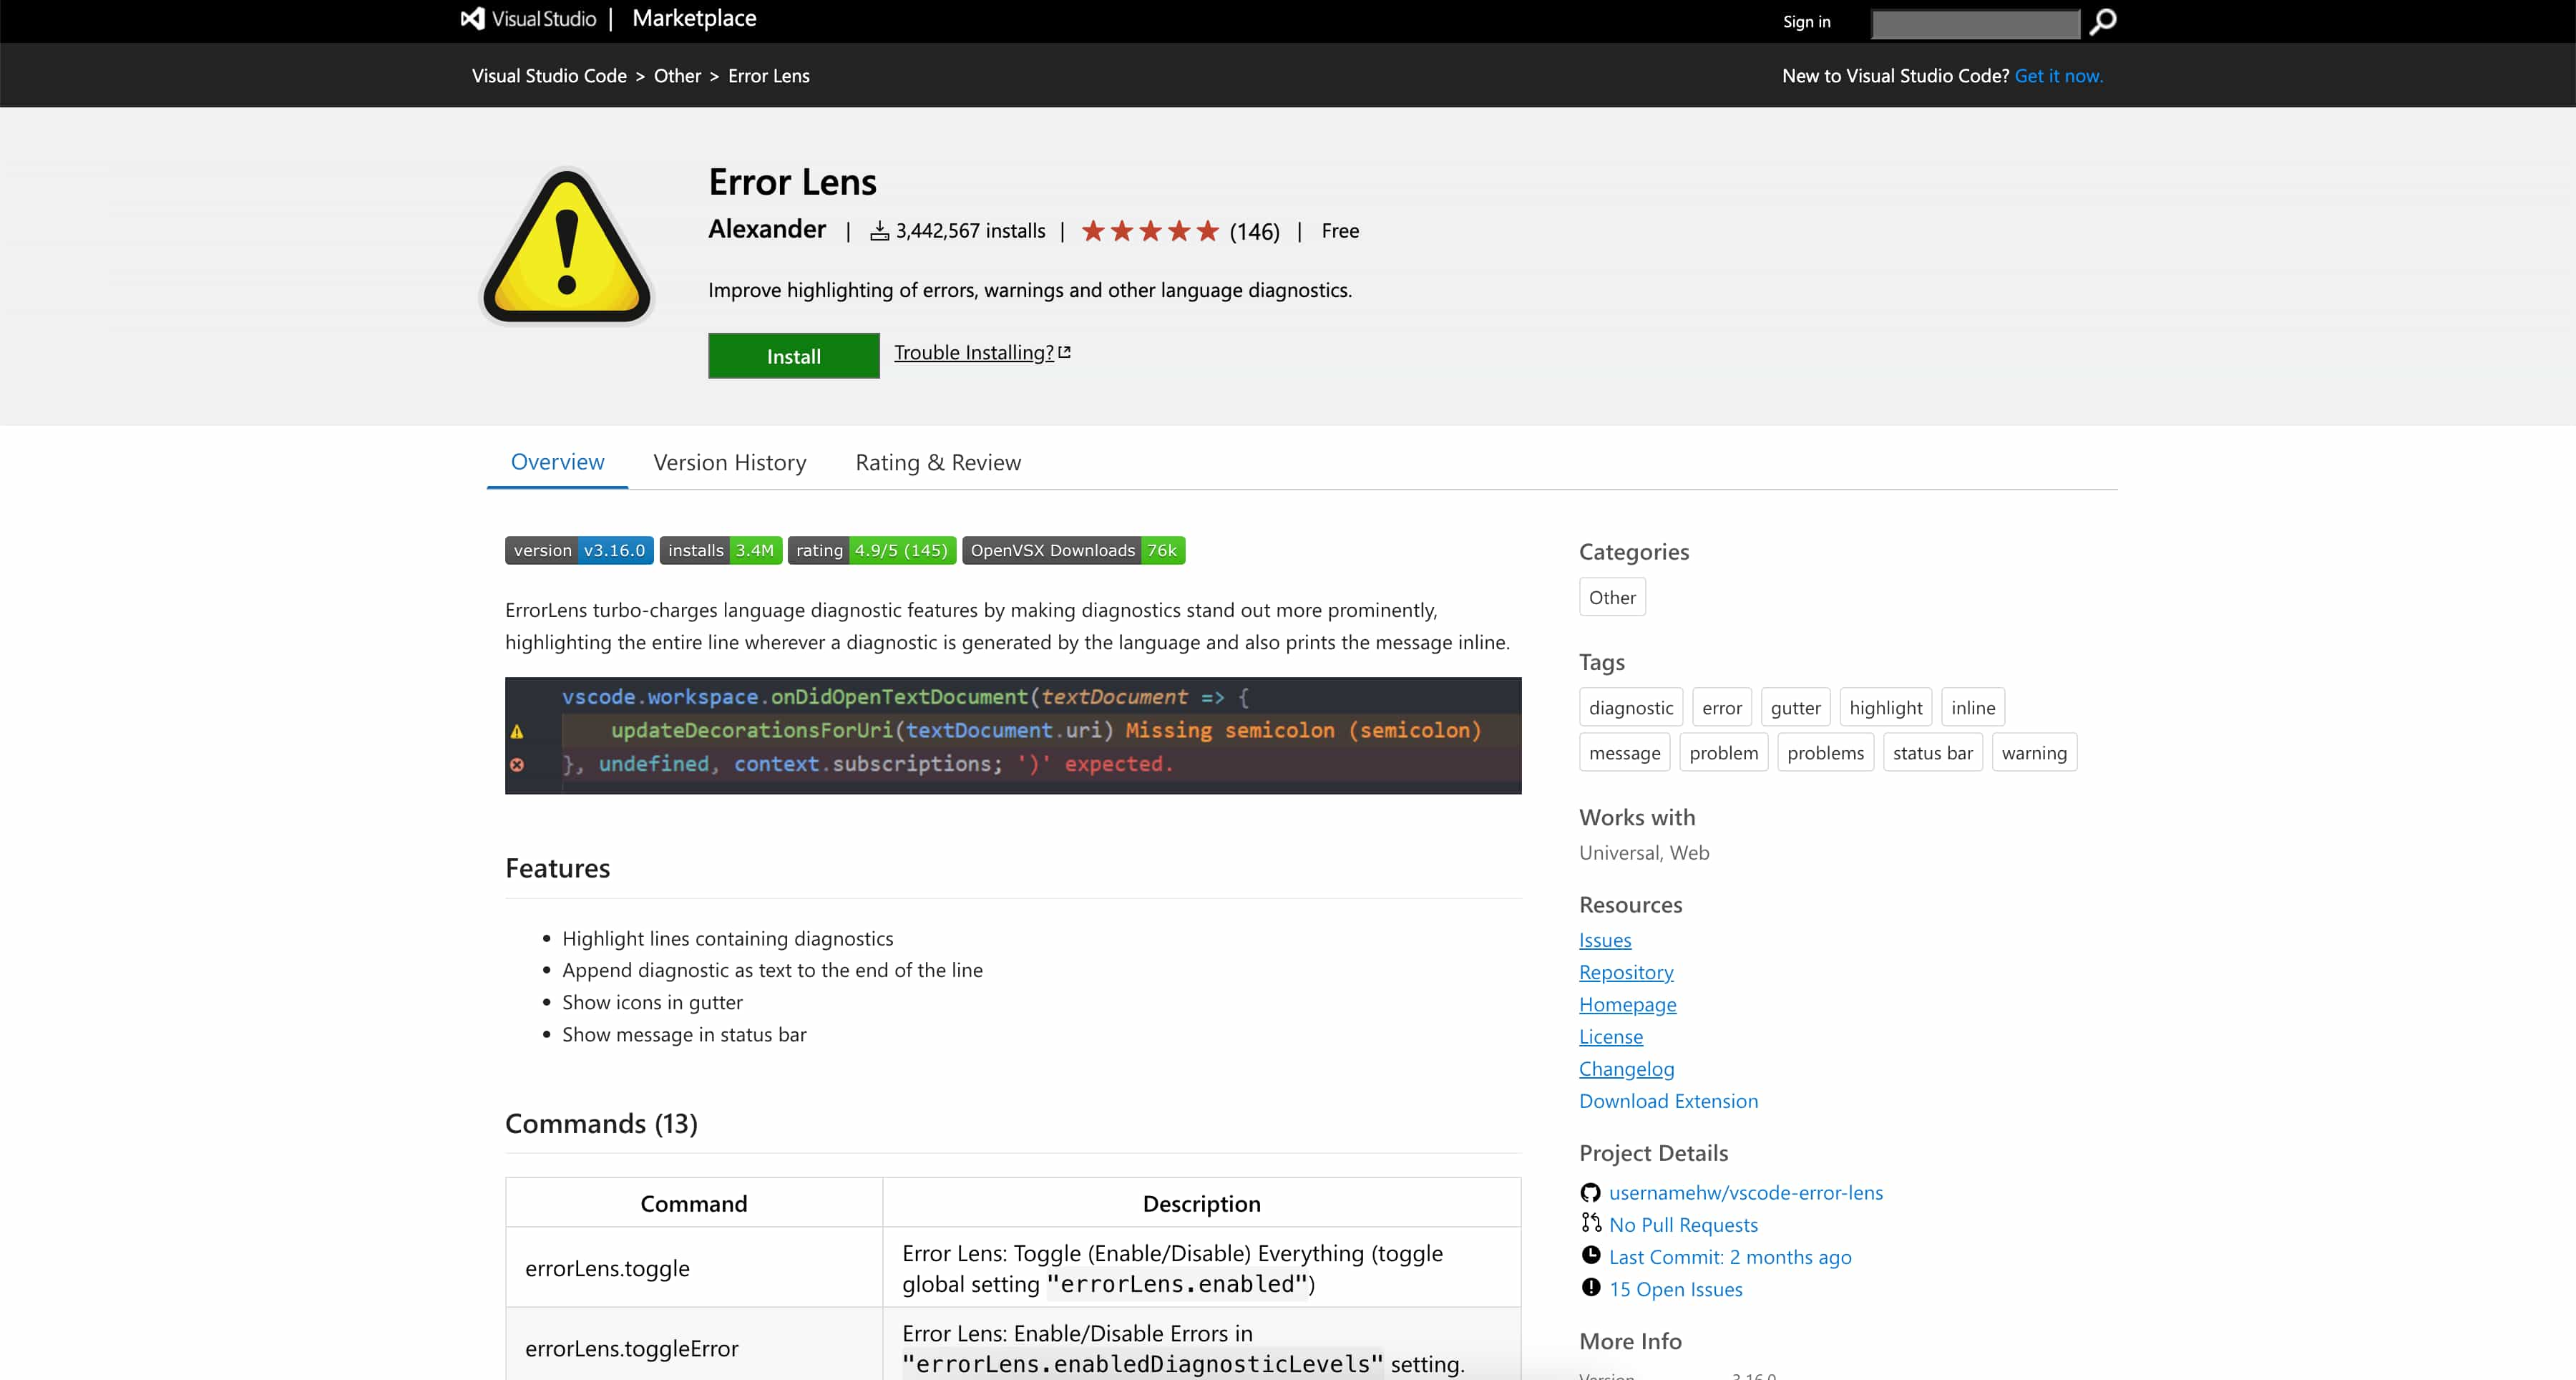 Visual Studio | Marketplace
Sign in
Visual Studio Code > Other > Error Lens
New to Visual Studio Code? Get it now.
Error Lens
Alexander | 3,442,567 installs | (146) | Free
Improve highlighting of errors, warnings and other language diagnostics.
Install
Trouble Installing?
Overview
Version History
Rating & Review
version v3.16.0
installs 3.4M
rating 4.9/5 (145)
OpenVSX Downloads 76k
ErrorLens turbo-charges language diagnostic features by making diagnostics stand out more prominently,
highlighting the entire line wherever a diagnostic is generated by the language and also prints the message inline.
vscode.workspace.onDidOpenTextDocument(textDocument => {
updateDecorationsForUri(textDocument.uri) Missing semicolon (semicolon)
}, undefined, context.subscriptions; ')' expected.
Features
• Highlight lines containing diagnostics
• Append diagnostic as text to the end of the line
• Show icons in gutter
• Show message in status bar
Commands (13)
Command
Description
errorLens.toggle
Error Lens: Toggle (Enable/Disable) Everything (toggle
global setting "errorLens.enabled")
errorLens.toggleError
Error Lens: Enable/Disable Errors in
"errorLens.enabledDiagnosticLevels" setting.
Categories
Other
Tags
diagnostic error gutter highlight inline
message problem problems status bar warning
Works with
Universal, Web
Resources
Issues
Repository
Homepage
License
Changelog
Download Extension
Project Details
usernamehw/vscode-error-lens
No Pull Requests
Last Commit: 2 months ago
15 Open Issues
More Info
Version 3.16.0